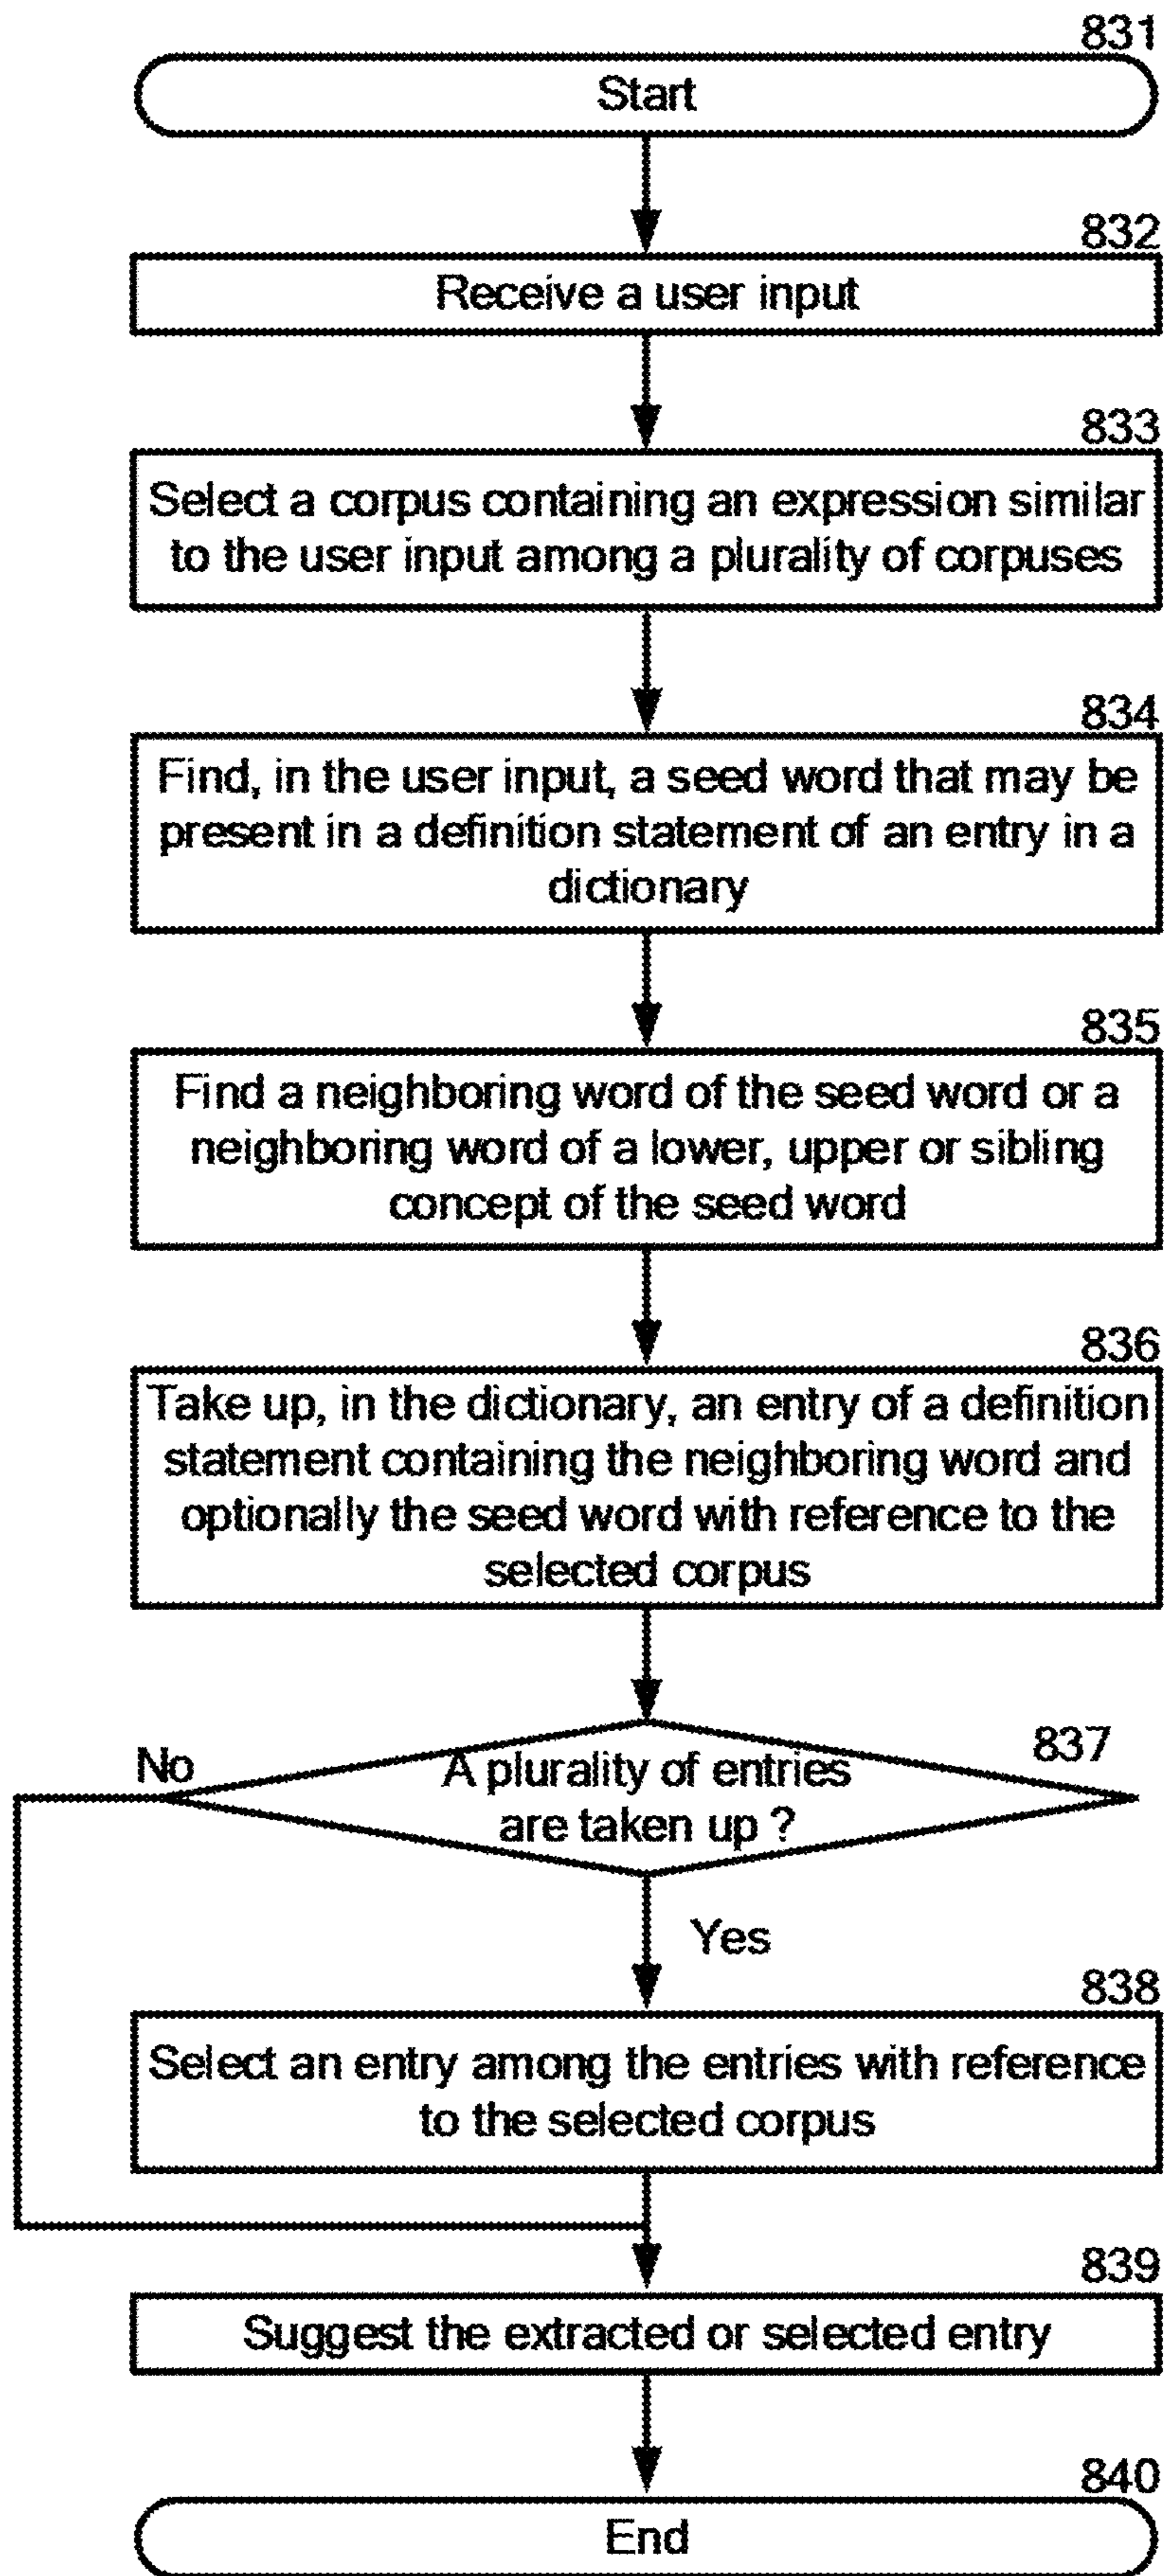 831
Start
832
Receive a user input
833
Select a corpus containing an expression similar
to the user input among a plurality of corpuses
834
Find, in the user input, a seed word that may be
present in a definition statement of an entry in a
dictionary
835
Find a neighboring word of the seed word or a
neighboring word of a lower, upper or sibling
concept of the seed word
836
Take up, in the dictionary, an entry of a definition
statement containing the neighboring word and
optionally the seed word with reference to the
selected corpus
837
No
A plurality of entries
are taken up ?
Yes
838
Select an entry among the entries with reference
to the selected corpus
839
Suggest the extracted or selected entry
840
End